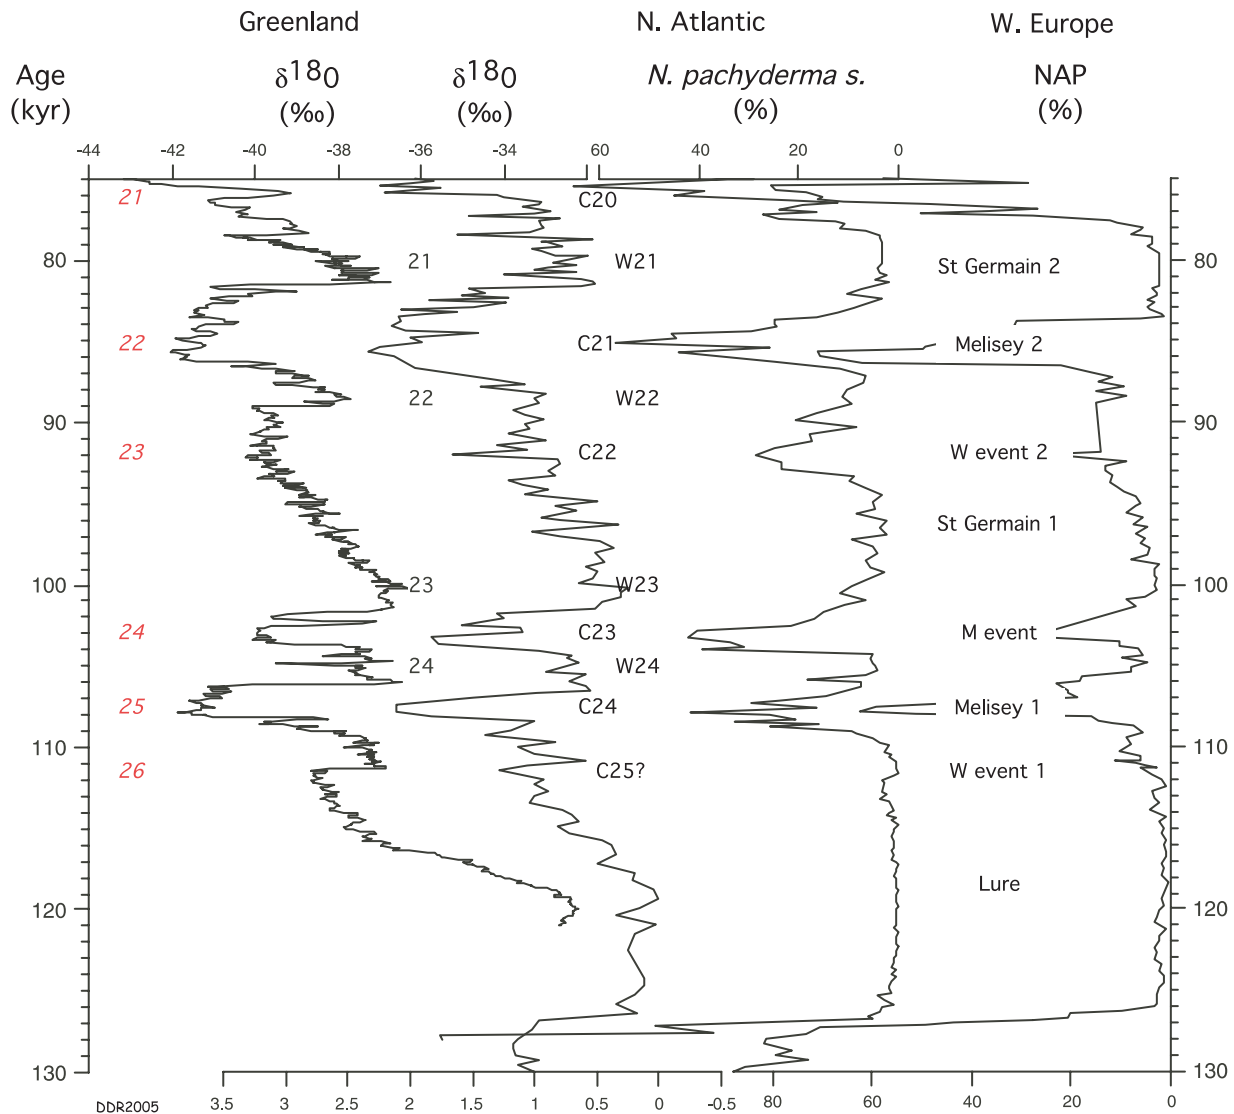 Greenland N. Atlantic W. Europe
Age δ18O δ18O N. pachyderma s. NAP
(kyr) (‰) (‰) (%) (%)
-44 -42 -40 -38 -36 -34 60 40 20 0
21 C20
80 21 W21 St Germain 2 80
22 C21 Melisey 2
22 W22
90 90
23 C22 W event 2
St Germain 1
100 23 W23 100
24 C23 M event
24 W24
25 C24 Melisey 1
110 110
26 C25? W event 1
Lure
120 120
130 130
3.5 3 2.5 2 1.5 1 0.5 0 -0.5 80 60 40 20 0
DDR2005